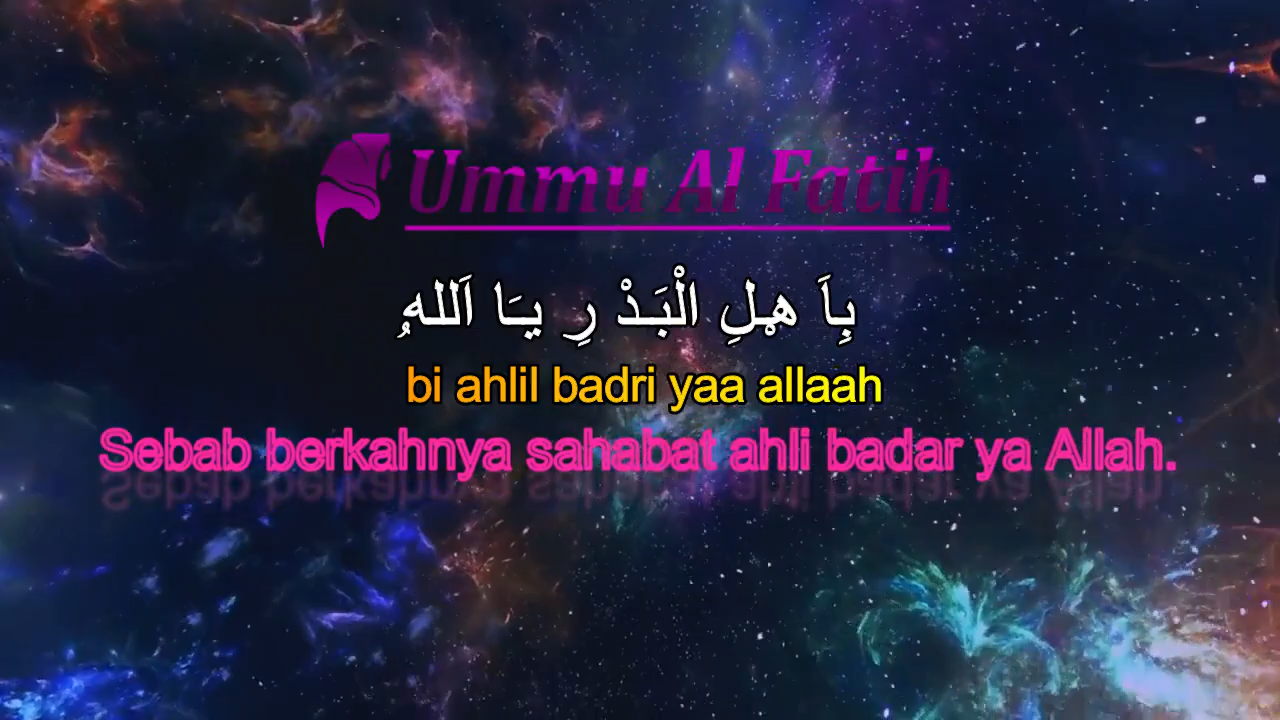 Ummu Al Fatih
بِاَ هْلِ الْبَـدْ رِ يـَا اَللهُ
bi ahlil badri yaa allaah
Sebab berkahnya sahabat ahli badar ya Allah.